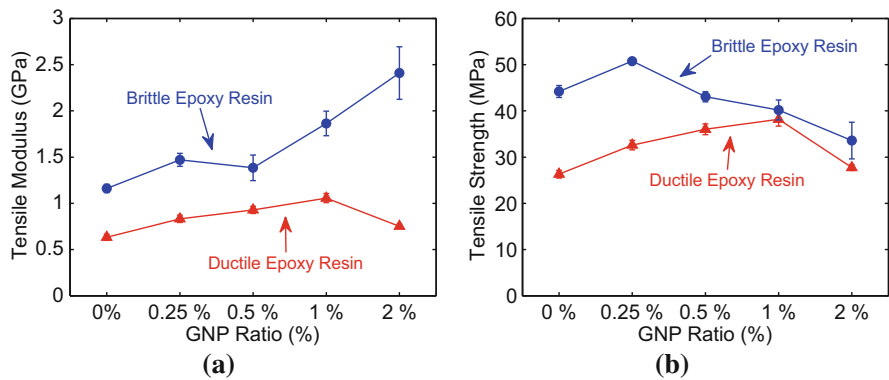 Tensile Modulus (GPa)
3
2.5
2
1.5
1
0.5
0
Brittle Epoxy Resin
Ductile Epoxy Resin
0% 0.25 % 0.5 % 1 % 2 %
GNP Ratio (%)
(a)
Tensile Strength (MPa)
60
50
40
30
20
10
0
Brittle Epoxy Resin
Ductile Epoxy Resin
0 % 0.25 % 0.5 % 1 % 2 %
GNP Ratio (%)
(b)